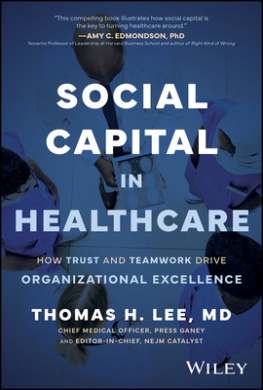 "This compelling book illustrates how social capital is
the key to turning healthcare around."
—AMY C. EDMONDSON, PhD
Novartis Professor of Leadership at Harvard Business School and author of Right Kind of Wrong
SOCIAL
CAPITAL
IN
HEALTHCARE
HOW TRUST AND TEAMWORK DRIVE
ORGANIZATIONAL EXCELLENCE
THOMAS H. LEE, MD
CHIEF MEDICAL OFFICER, PRESS GANEY
AND EDITOR-IN-CHIEF, NEJM CATALYST
WILEY